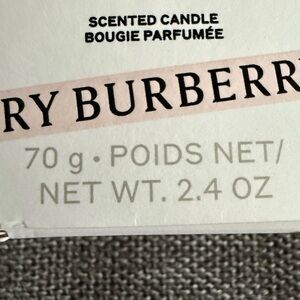 SCENTED CANDLE
BOUGIE PARFUMÉE
RY BURBERR
70 g • POIDS NET/
NET WT. 2.4 OZ